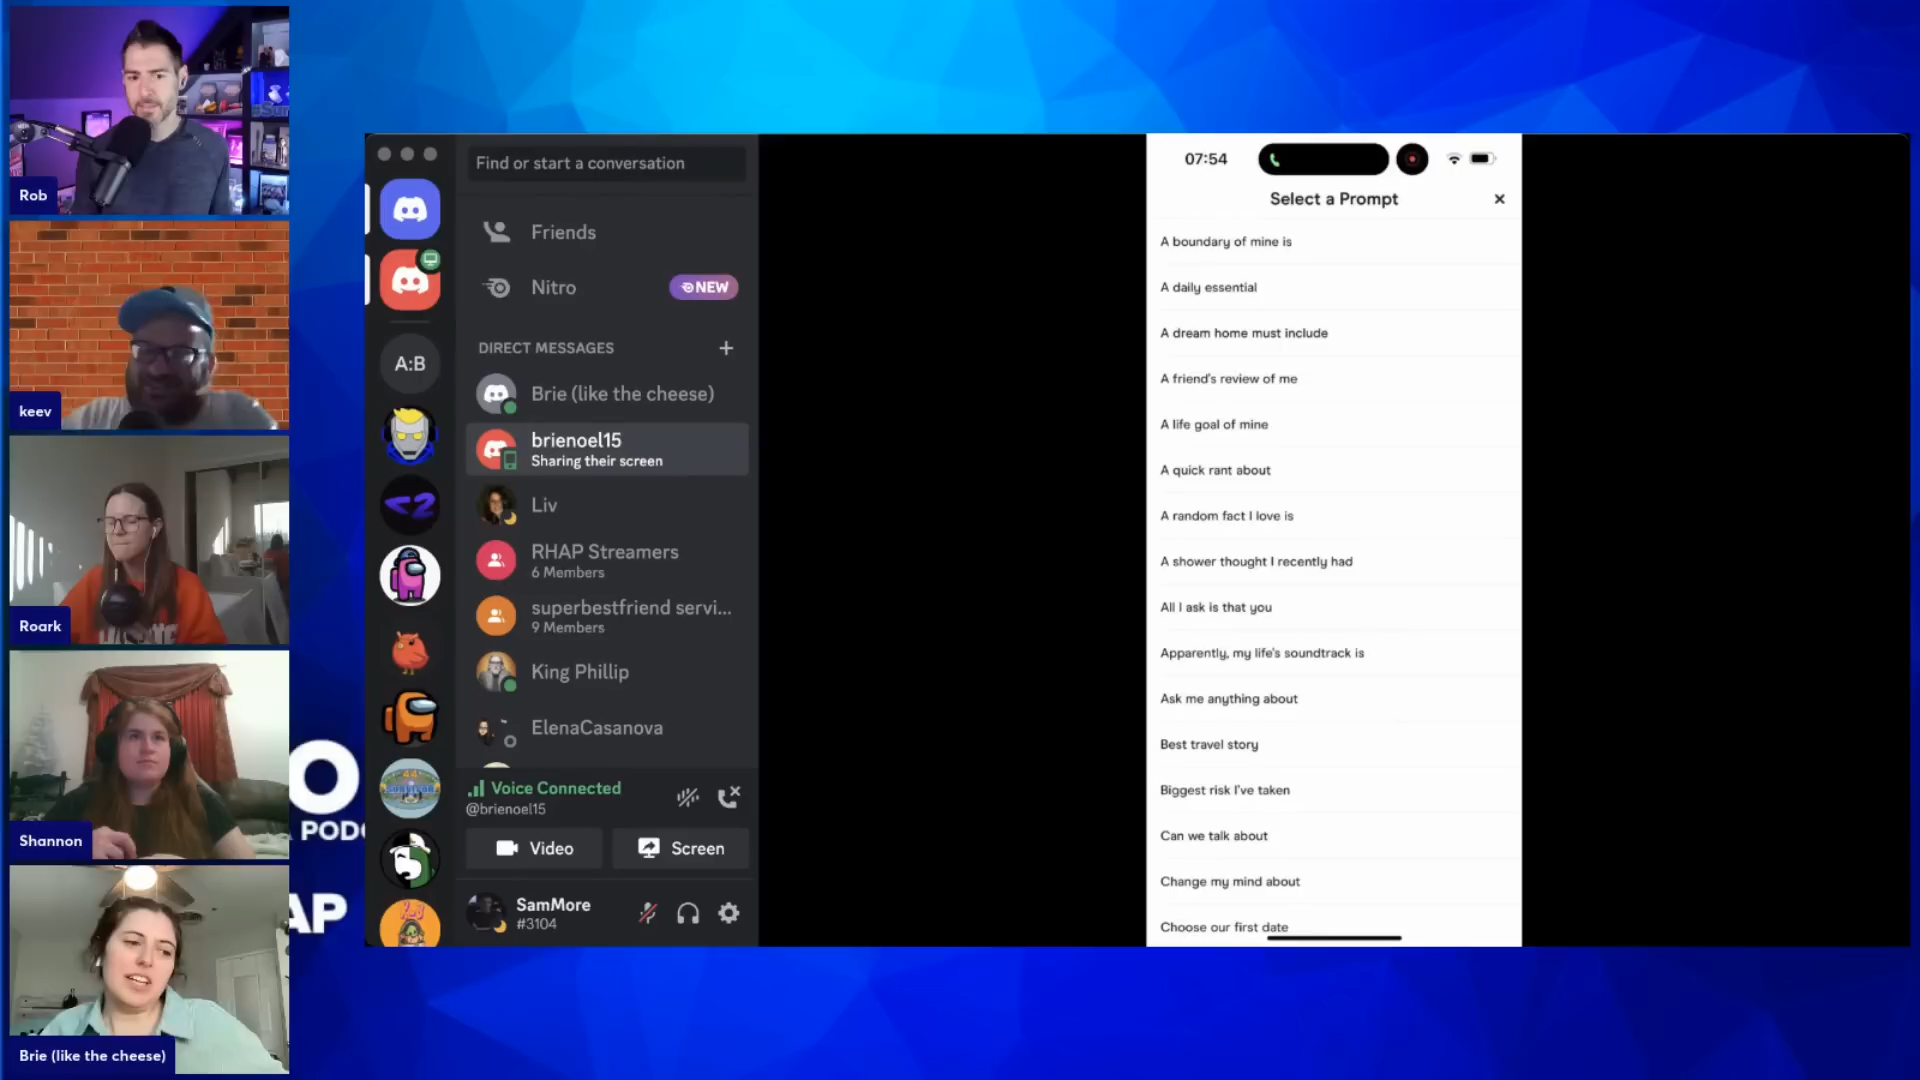 Rob
keev
Roark
Shannon
Brie (like the cheese)
O
PODC
AP
Find or start a conversation
Friends
Nitro
NEW
DIRECT MESSAGES
A:B
Brie (like the cheese)
brienoel15
Sharing their screen
<2
Liv
RHAP Streamers
6 Members
superbestfriend servi...
9 Members
King Phillip
ElenaCasanova
44
SURVIVOR
Voice Connected
@brienoel15
Video
Screen
SamMore
#3104
07:54
Select a Prompt
A boundary of mine is
A daily essential
A dream home must include
A friend's review of me
A life goal of mine
A quick rant about
A random fact I love is
A shower thought I recently had
All I ask is that you
Apparently, my life's soundtrack is
Ask me anything about
Best travel story
Biggest risk I've taken
Can we talk about
Change my mind about
Choose our first date